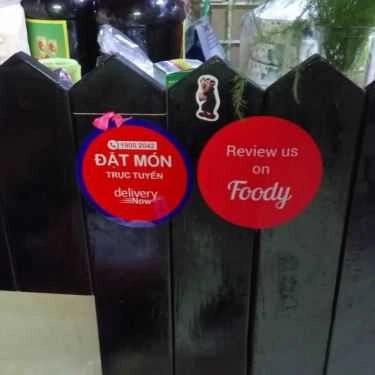 1900 2042
ĐẶT MÓN
TRỰC TUYẾN
delivery
Now
Review us
on
Foody